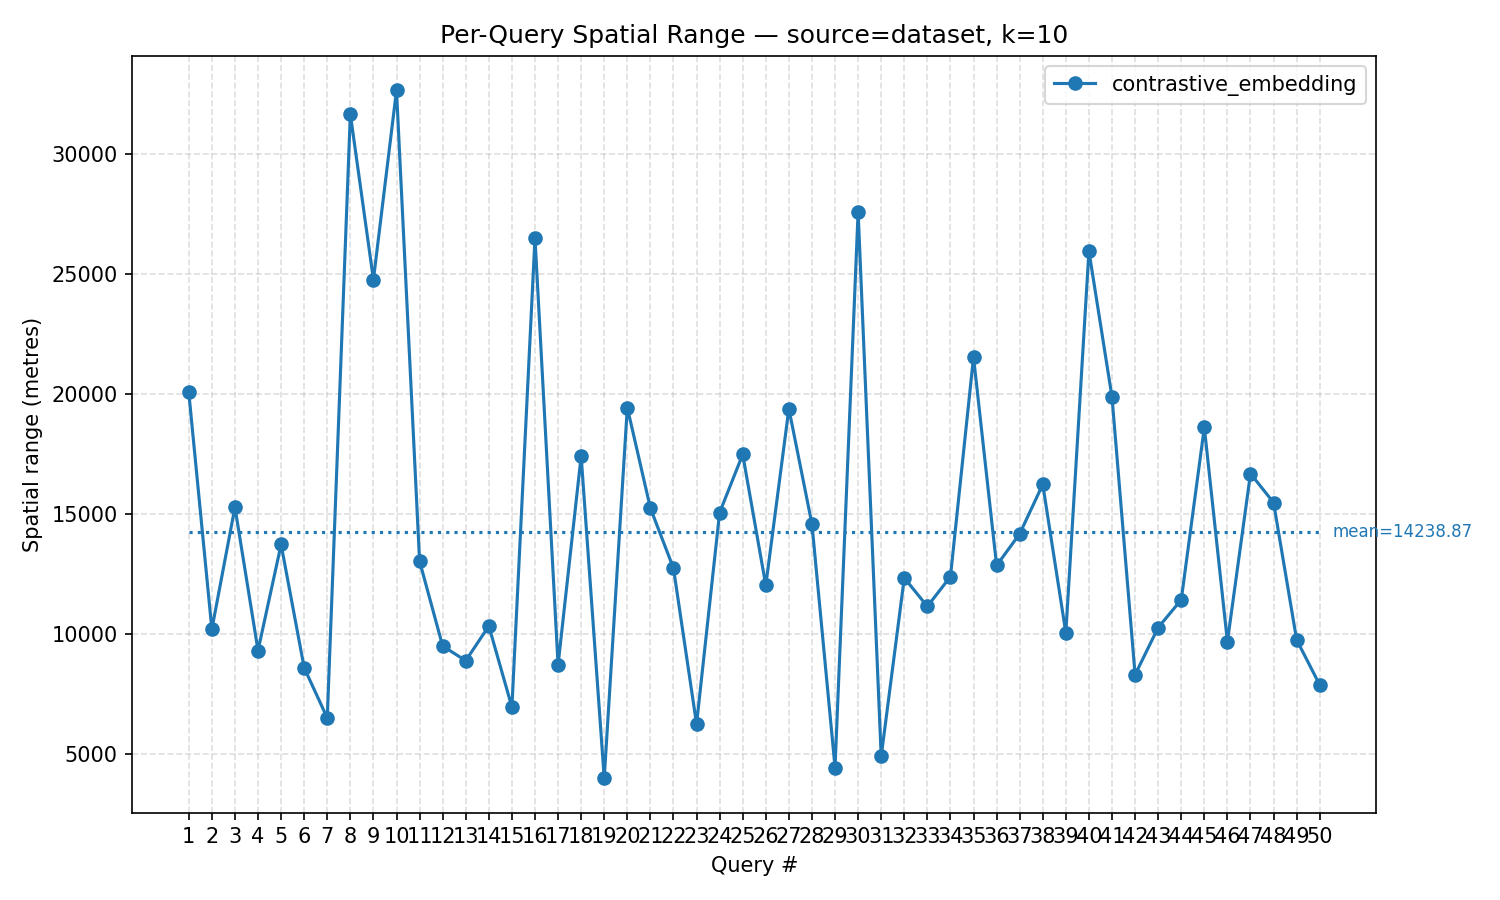 Per-Query Spatial Range — source=dataset, k=10
contrastive_embedding
30000
25000
20000
15000
10000
5000
Spatial range (metres)
mean=14238.87
1 2 3 4 5 6 7 8 9 10 11 12 13 14 15 16 17 18 19 20 21 22 23 24 25 26 27 28 29 30 31 32 33 34 35 36 37 38 39 40 41 42 43 44 45 46 47 48 49 50
Query #